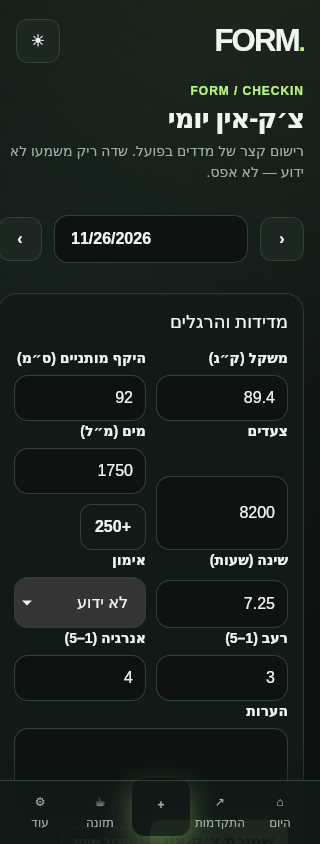 FORM.
FORM / CHECKIN
צ׳ק-אין יומי
רישום קצר של מדדים בפועל. שדה ריק משמעו לא
ידוע — לא אפס.
11/26/2026
מדידות והרגלים
משקל (ק״ג)
היקף מותניים (ס״מ)
89.4
92
צעדים
מים (מ״ל)
8200
1750
+250
שינה (שעות)
אימון
7.25
לא ידוע
רעב (1–5)
אנרגיה (1–5)
3
4
הערות
היום
התקדמות
+
תזונה
עוד